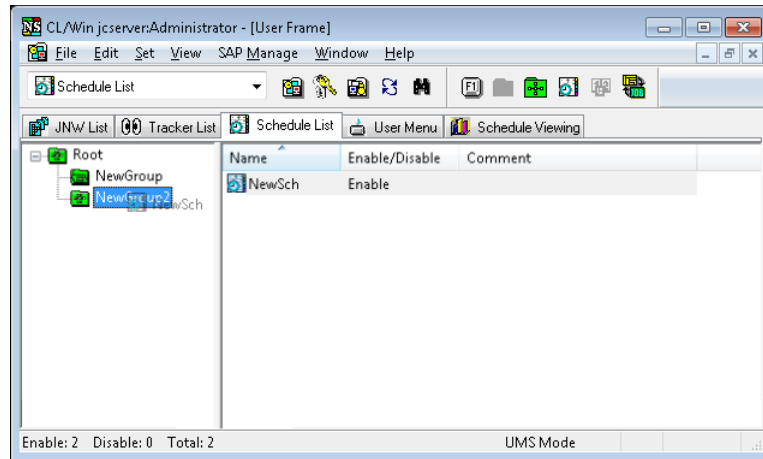 NS CL/Win jcserver:Administrator - [User Frame]
File Edit Set View SAP Manage Window Help
Schedule List
F1
JNW List Tracker List Schedule List User Menu Schedule Viewing
Root
NewGroup
NewGroup2 NewSch
Name Enable/Disable Comment
NewSch Enable
Enable: 2 Disable: 0 Total: 2 UMS Mode